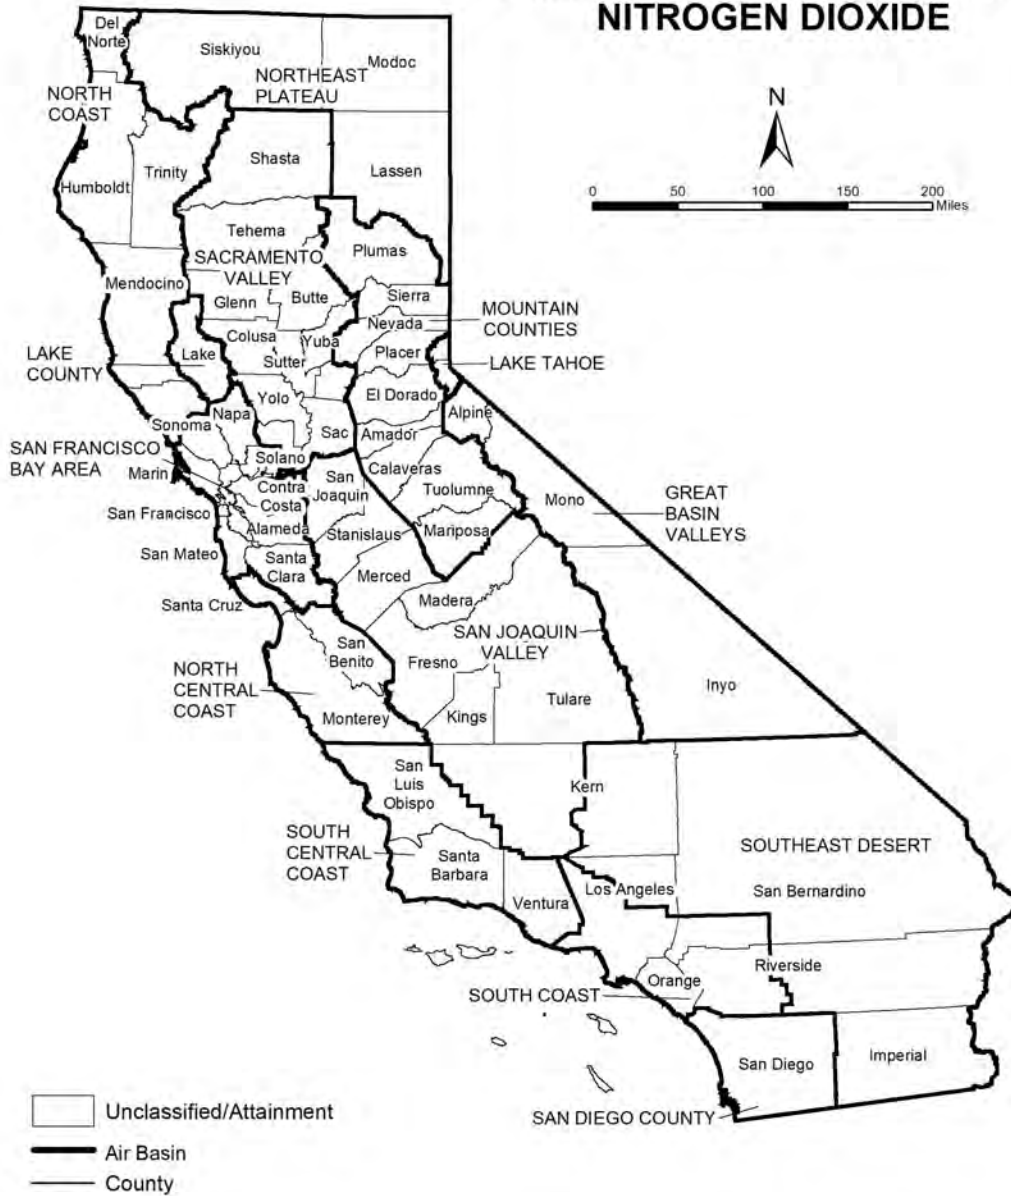 NITROGEN DIOXIDE
N
0 50 100 150 200
Miles
Del
Norte
Siskiyou
Modoc
NORTHEAST
PLATEAU
NORTH
COAST
Shasta
Trinity
Lassen
Humboldt
Tehema
Plumas
SACRAMENTO
VALLEY
Mendocino
Glenn
Butte
Sierra
MOUNTAIN
COUNTIES
Nevada
Colusa
Yuba
LAKE
COUNTY
Lake
Sutter
Placer
LAKE TAHOE
Yolo
El Dorado
Napa
Alpine
Sonoma
Sac
Amador
SAN FRANCISCO
BAY AREA
Solano
Calaveras
Marin
Contra
Costa
San
Joaquin
Tuolumne
Mono
GREAT
BASIN
VALLEYS
San Francisco
Alameda
Stanislaus
Mariposa
San Mateo
Santa
Clara
Merced
Santa Cruz
Madera
San
Benito
SAN JOAQUIN
VALLEY
Fresno
NORTH
CENTRAL
COAST
Inyo
Tulare
Monterey
Kings
San
Luis
Obispo
Kern
SOUTH
CENTRAL
COAST
Santa
Barbara
SOUTHEAST DESERT
Los Angeles
San Bernardino
Ventura
Riverside
Orange
SOUTH COAST
San Diego
Imperial
SAN DIEGO COUNTY
Unclassified/Attainment
Air Basin
County